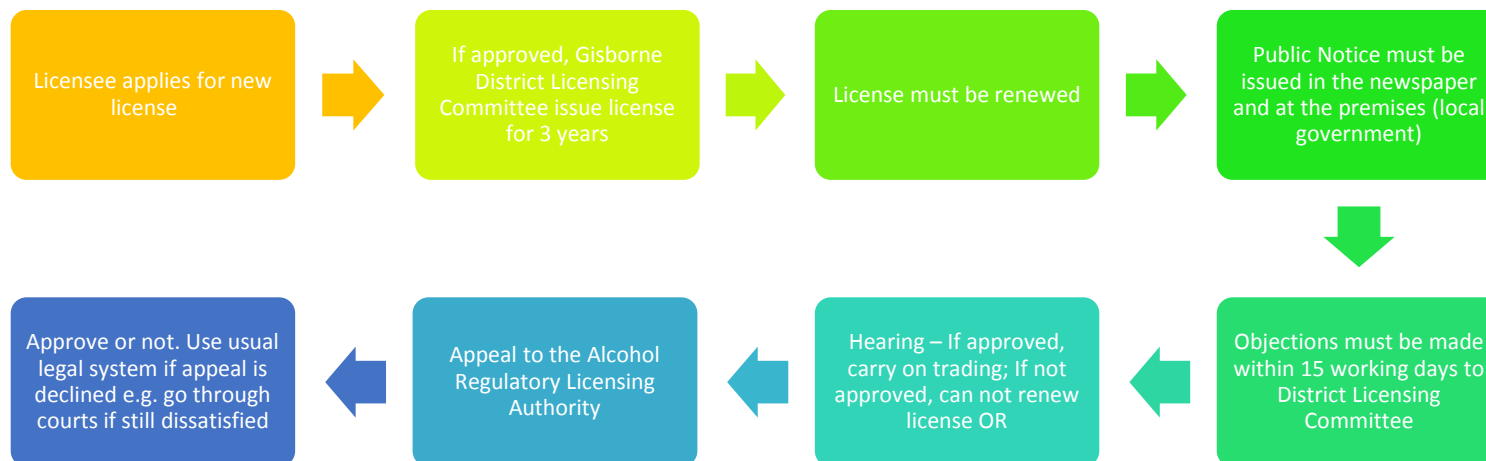 Licensee applies for new
license
If approved, Gisborne
District Licensing
Committee issue license
for 3 years
License must be renewed
Public Notice must be
issued in the newspaper
and at the premises (local
government)
Objections must be made
within 15 working days to
District Licensing
Committee
Hearing – If approved,
carry on trading; If not
approved, can not renew
license OR
Appeal to the Alcohol
Regulatory Licensing
Authority
Approve or not. Use usual
legal system if appeal is
declined e.g. go through
courts if still dissatisfied